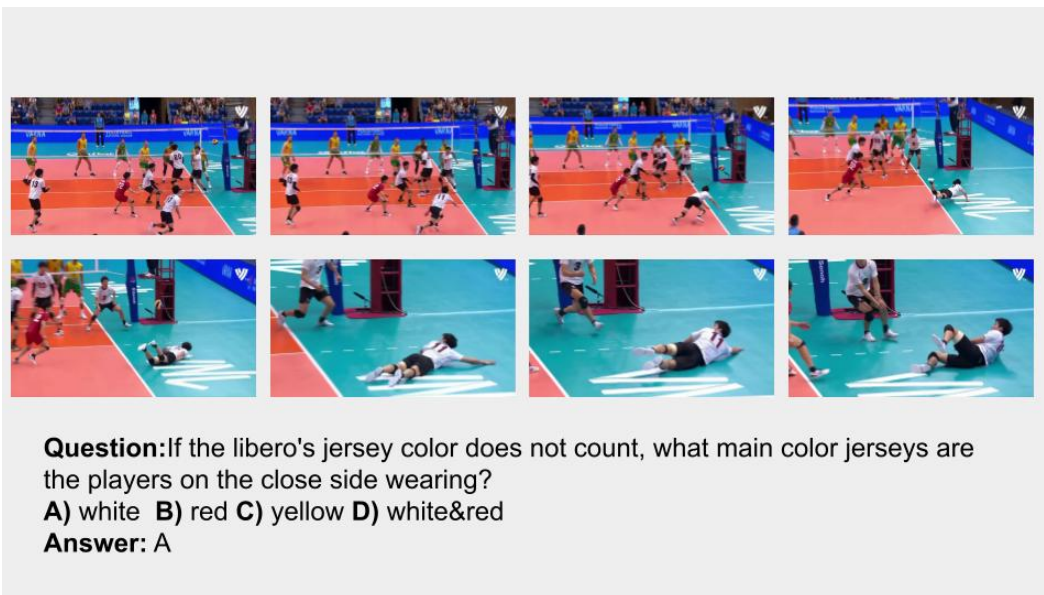 Question:If the libero's jersey color does not count, what main color jerseys are
the players on the close side wearing?
A) white B) red C) yellow D) white&red
Answer: A